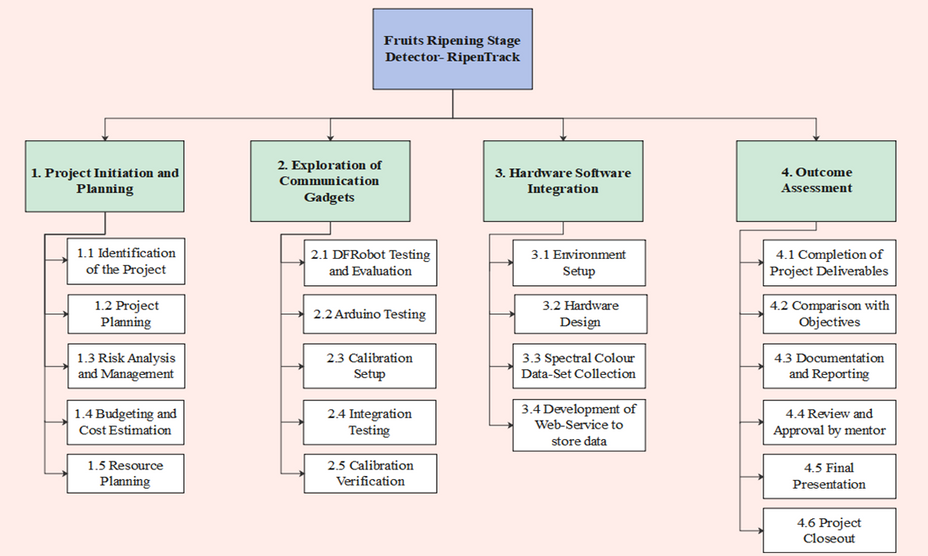 Fruits Ripening Stage
Detector- RipenTrack
1. Project Initiation and
Planning
2. Exploration of
Communication
Gadgets
3. Hardware Software
Integration
4. Outcome
Assessment
1.1 Identification
of the Project
1.2 Project
Planning
1.3 Risk Analysis
and Management
1.4 Budgeting and
Cost Estimation
1.5 Resource
Planning
2.1 DFRobot Testing
and Evaluation
2.2 Arduino Testing
2.3 Calibration
Setup
2.4 Integration
Testing
2.5 Calibration
Verification
3.1 Environment
Setup
3.2 Hardware
Design
3.3 Spectral Colour
Data-Set Collection
3.4 Development of
Web-Service to
store data
4.1 Completion of
Project Deliverables
4.2 Comparison with
Objectives
4.3 Documentation
and Reporting
4.4 Review and
Approval by mentor
4.5 Final
Presentation
4.6 Project
Closeout